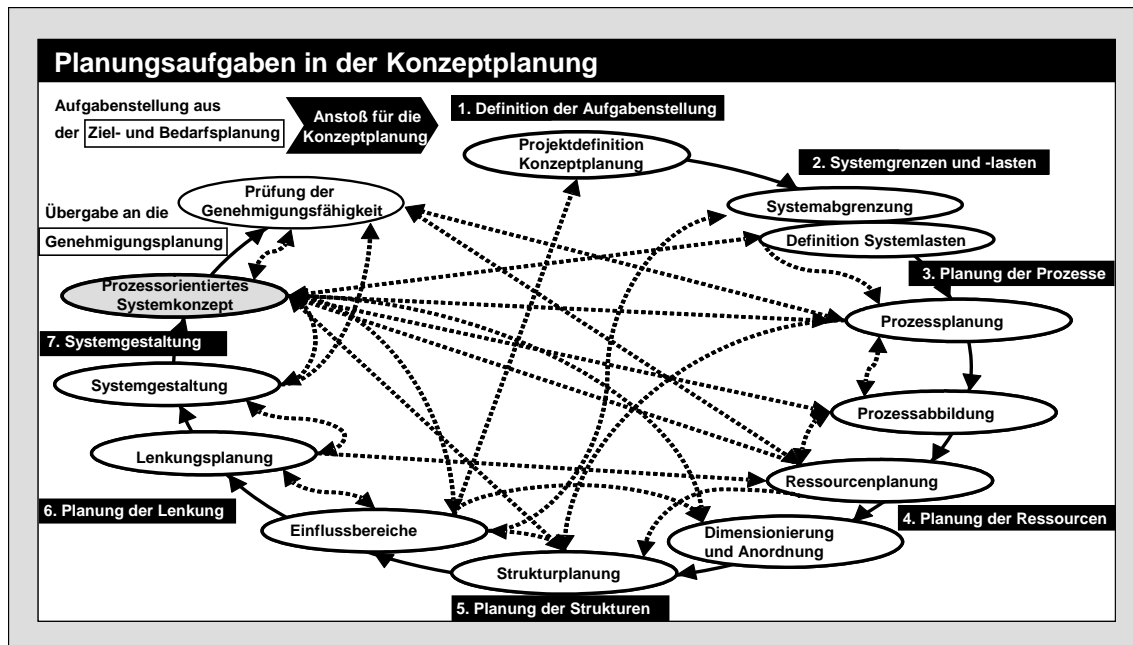 Planungsaufgaben in der Konzeptplanung
Aufgabenstellung aus
der Ziel- und Bedarfsplanung
Anstoß für die
Konzeptplanung
1. Definition der Aufgabenstellung
Projektdefinition
Konzeptplanung
2. Systemgrenzen und -lasten
Systemabgrenzung
Definition Systemlasten
3. Planung der Prozesse
Prozessplanung
Prozessabbildung
Ressourcenplanung
4. Planung der Ressourcen
Dimensionierung
und Anordnung
Strukturplanung
5. Planung der Strukturen
Einflussbereiche
6. Planung der Lenkung
Lenkungsplanung
Systemgestaltung
7. Systemgestaltung
Prozessorientiertes
Systemkonzept
Übergabe an die
Genehmigungsplanung
Prüfung der
Genehmigungsfähigkeit